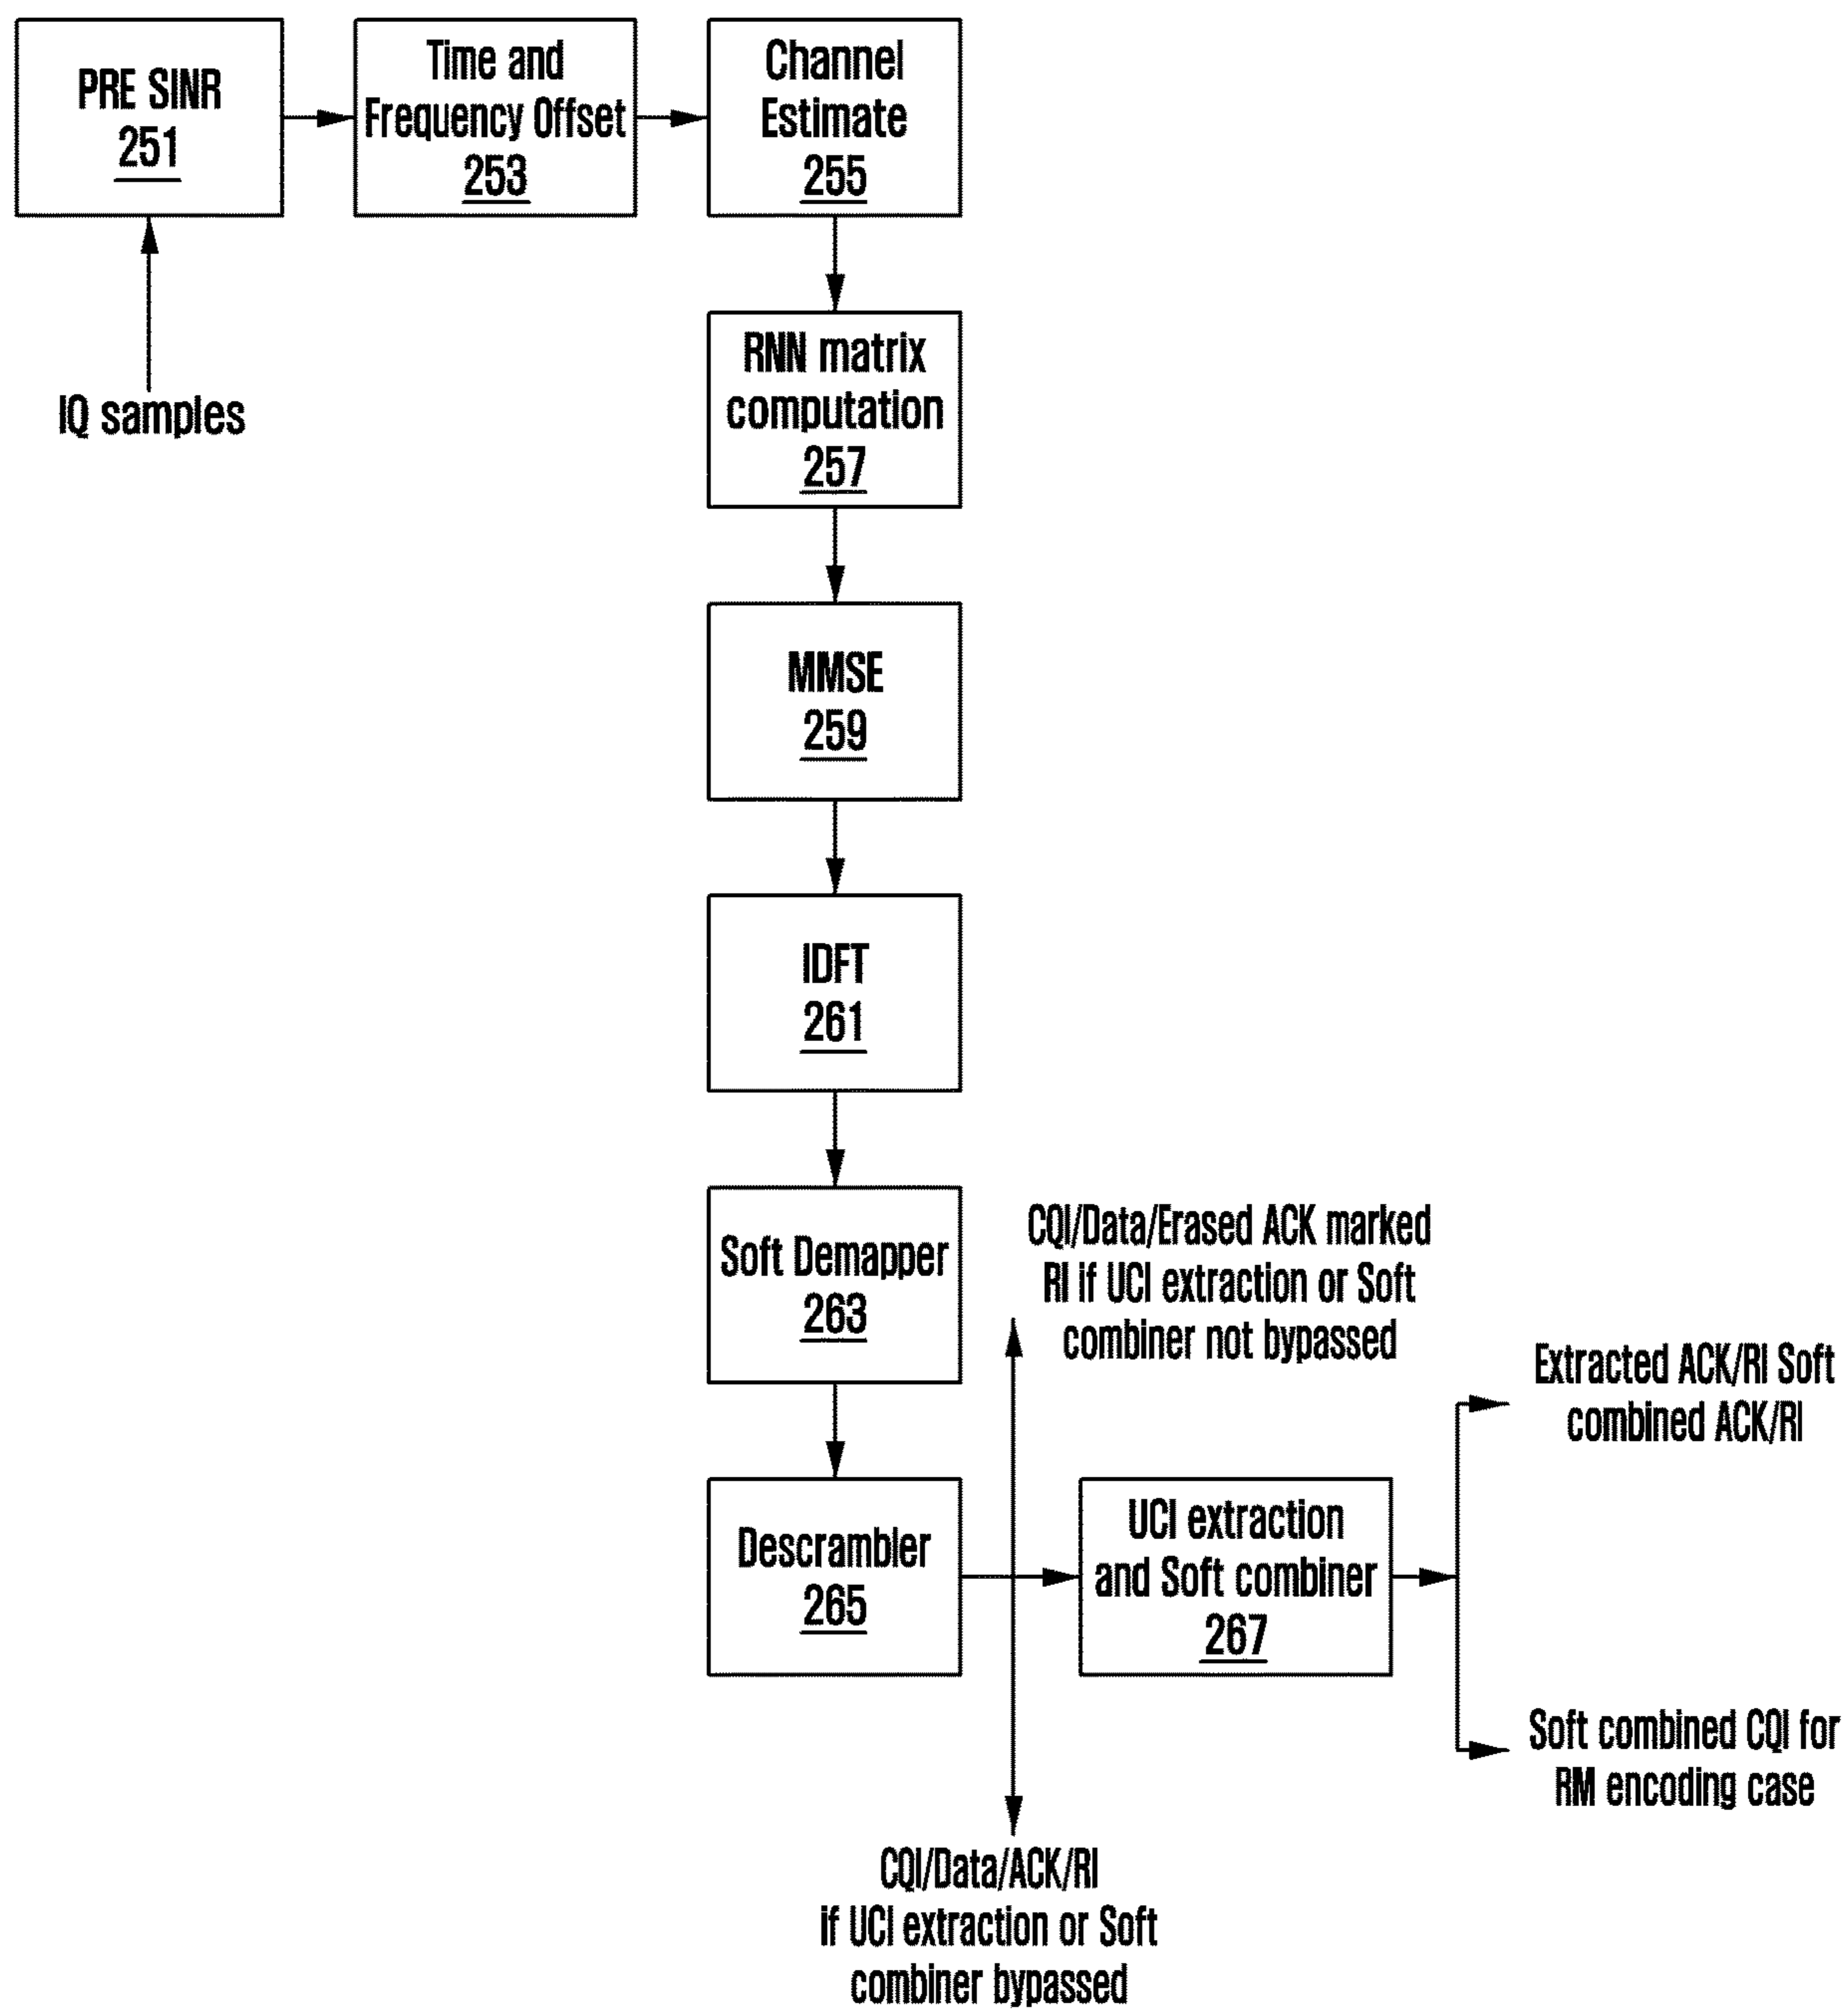 PRE SINR
251
Time and
Frequency Offset
253
Channel
Estimate
255
IQ samples
RNN matrix
computation
257
MMSE
259
IDFT
261
Soft Demapper
263
CQI/Data/Erased ACK marked
RI if UCI extraction or Soft
combiner not bypassed
Descrambler
265
UCI extraction
and Soft combiner
267
Extracted ACK/RI Soft
combined ACK/RI
Soft combined CQI for
RM encoding case
CQI/Data/ACK/RI
if UCI extraction or Soft
combiner bypassed